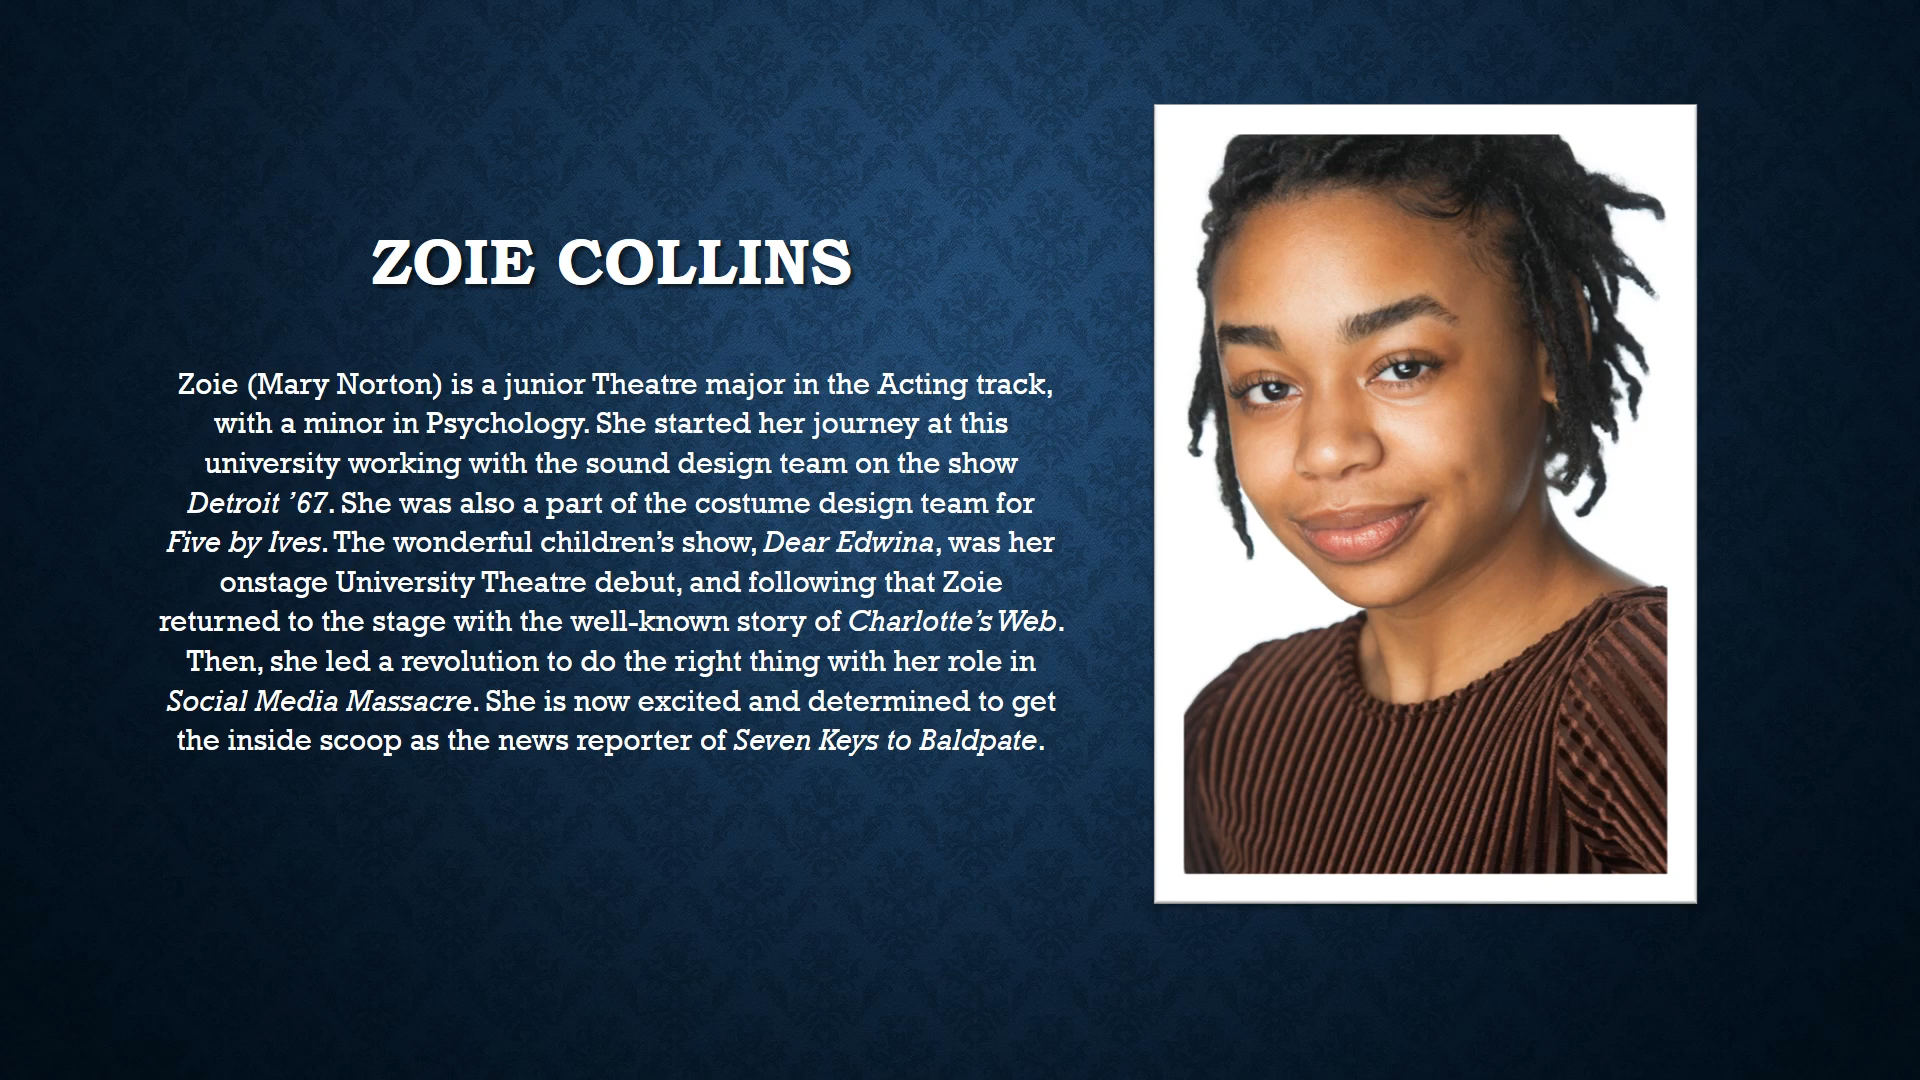 ZOIE COLLINS
Zoie (Mary Norton) is a junior Theatre major in the Acting track,
with a minor in Psychology. She started her journey at this
university working with the sound design team on the show
Detroit ’67. She was also a part of the costume design team for
Five by Ives. The wonderful children’s show, Dear Edwina, was her
onstage University Theatre debut, and following that Zoie
returned to the stage with the well-known story of Charlotte’s Web.
Then, she led a revolution to do the right thing with her role in
Social Media Massacre. She is now excited and determined to get
the inside scoop as the news reporter of Seven Keys to Baldpate.